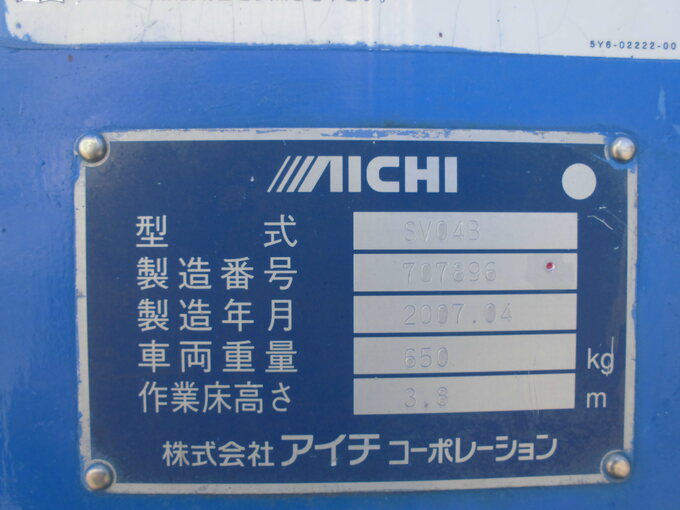 5Y6-02222-00
AICHI
型 式 SV04B
製造番号 707896
製造年月 2007.04
車両重量 650 kg
作業床高さ 3.8 m
株式会社 アイチ コーポレーション